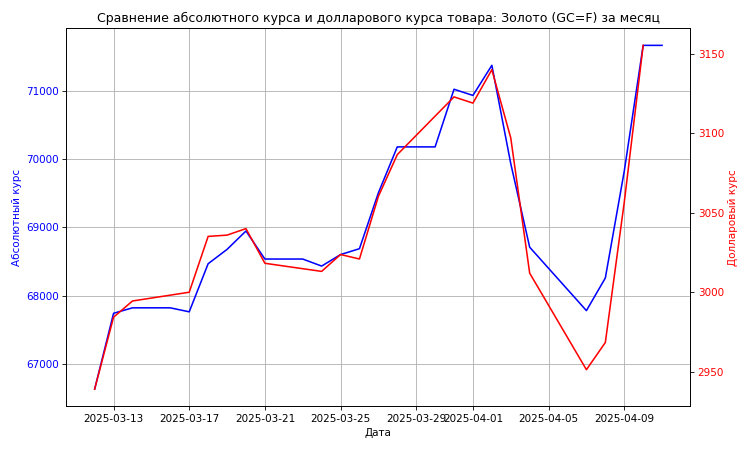 Сравнение абсолютного курса и долларового курса товара: Золото (GC=F) за месяц
Абсолютный курс
71000
70000
69000
68000
67000
3150
3100
3050
3000
2950
Долларовый курс
2025-03-13 2025-03-17 2025-03-21 2025-03-25 2025-03-29 2025-04-01 2025-04-05 2025-04-09
Дата